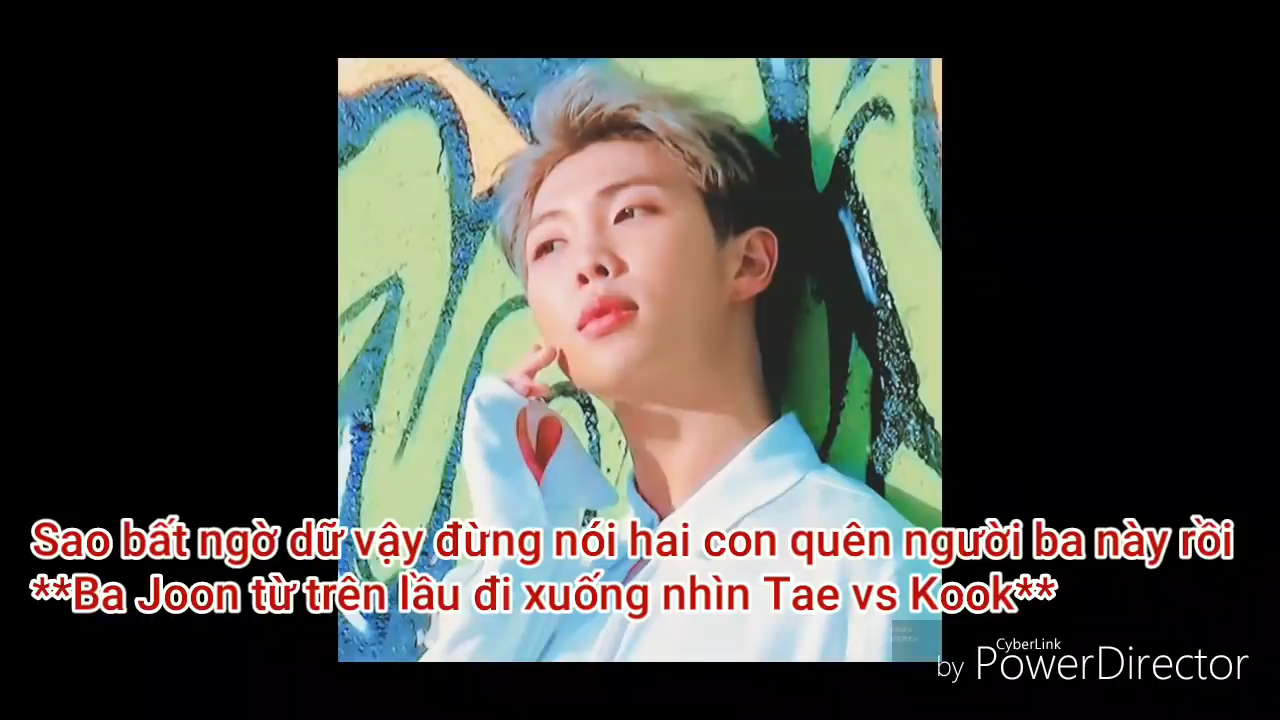 Sao bất ngờ dữ vậy đừng nói hai con quên người ba này rồi
**Ba Joon từ trên lầu đi xuống nhìn Tae vs Kook**
CyberLink
by PowerDirector